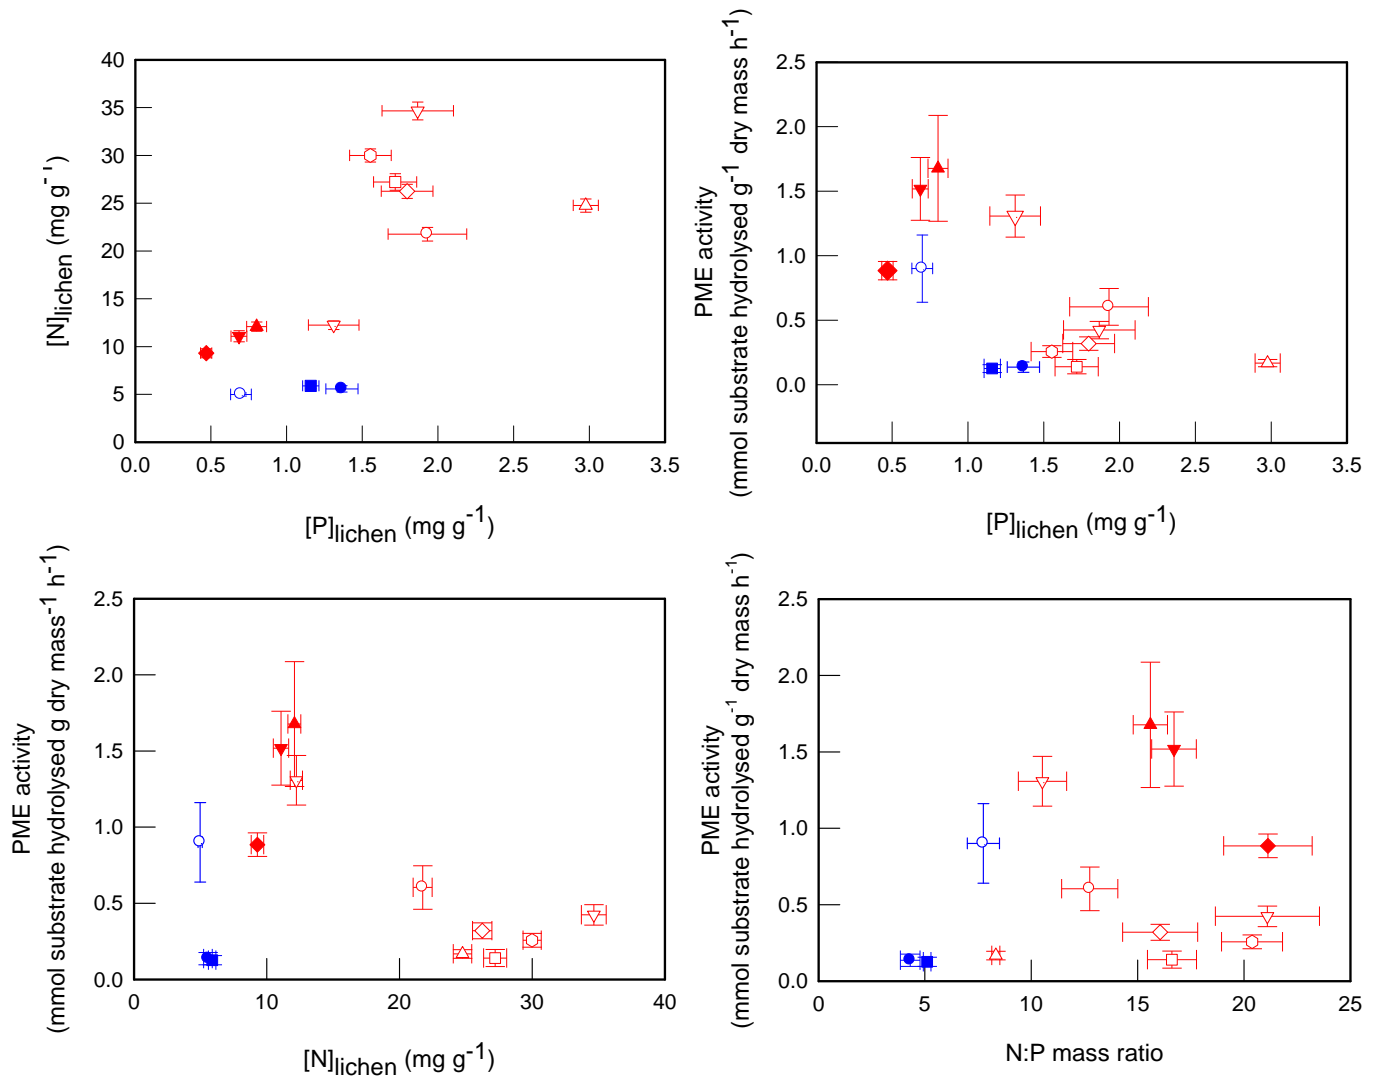 40
35
30
25
20
15
10
5
0
[N]lichen (mg g-1)
0.0 0.5 1.0 1.5 2.0 2.5 3.0 3.5
[P]lichen (mg g-1)
2.5
2.0
1.5
1.0
0.5
0.0
PME activity
(mmol substrate hydrolysed g-1 dry mass h-1)
0.0 0.5 1.0 1.5 2.0 2.5 3.0 3.5
[P]lichen (mg g-1)
2.5
2.0
1.5
1.0
0.5
0.0
PME activity
(mmol substrate hydrolysed g dry mass-1 h-1)
0 10 20 30 40
[N]lichen (mg g-1)
2.5
2.0
1.5
1.0
0.5
0.0
PME activity
(mmol substrate hydrolysed g-1 dry mass h-1)
0 5 10 15 20 25
N:P mass ratio